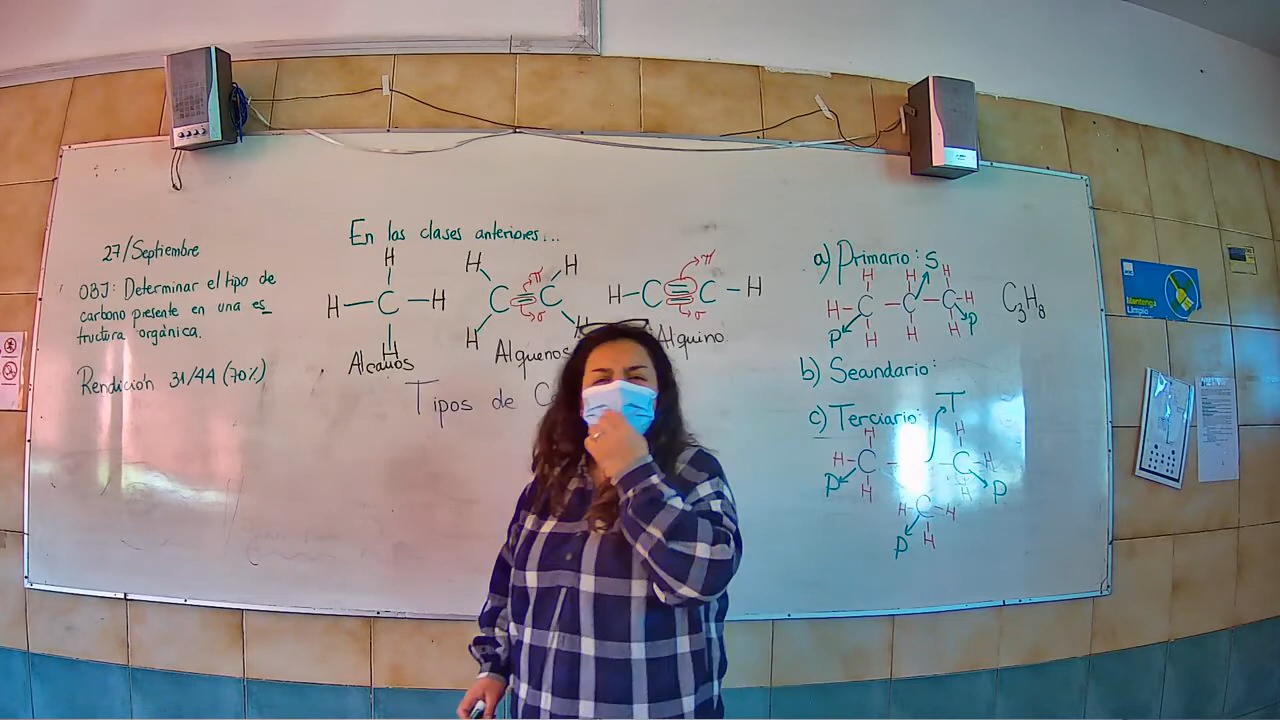 27/Septiembre
OBJ: Determinar el tipo de
carbono presente en una es_
tructura orgánica.
Rendición 31/44 (70%)
En las clases anteriores...
H
H-C-H
H
Alcanos
H H
π
C C
σ
H H
Alquenos
π
H-C≡C-H
σ
Alquino
Tipos de C
a) Primario: S
H H H
H-C-C-C-H
P H H H P
C3H8
b) Secundario:
c) Terciario: T
H H
H-C C-H
P H H P
H-C-H
P H
Mantenga
Limpio